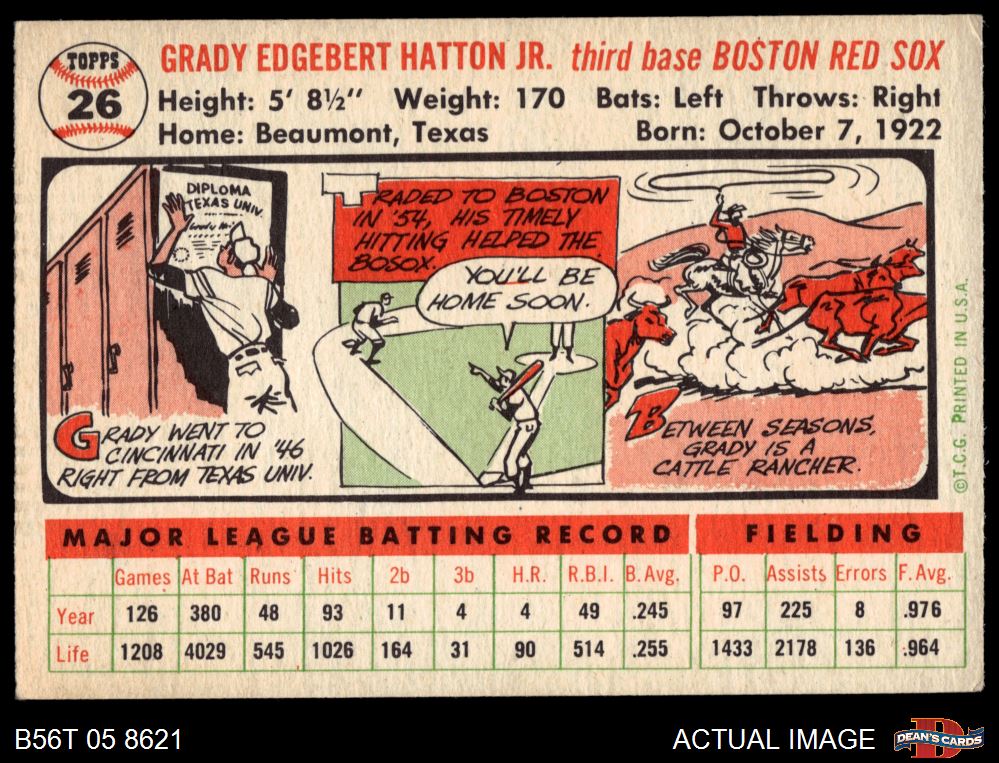 TOPPS
26
GRADY EDGEBERT HATTON JR. third base BOSTON RED SOX
Height: 5' 8½" Weight: 170 Bats: Left Throws: Right
Home: Beaumont, Texas Born: October 7, 1922
DIPLOMA
TEXAS UNIV.
GRADY WENT TO
CINCINNATI IN '46
RIGHT FROM TEXAS UNIV.
TRADED TO BOSTON
IN '54, HIS TIMELY
HITTING HELPED THE
BOSOX.
YOU'LL BE
HOME SOON.
BETWEEN SEASONS,
GRADY IS A
CATTLE RANCHER.
©T.C.G. PRINTED IN U.S.A.
MAJOR LEAGUE BATTING RECORD FIELDING
Games At Bat Runs Hits 2b 3b H.R. R.B.I. B. Avg. P.O. Assists Errors F. Avg.
Year 126 380 48 93 11 4 4 49 .245 97 225 8 .976
Life 1208 4029 545 1026 164 31 90 514 .255 1433 2178 136 .964
B56T 05 8621 ACTUAL IMAGE DEAN'S CARDS